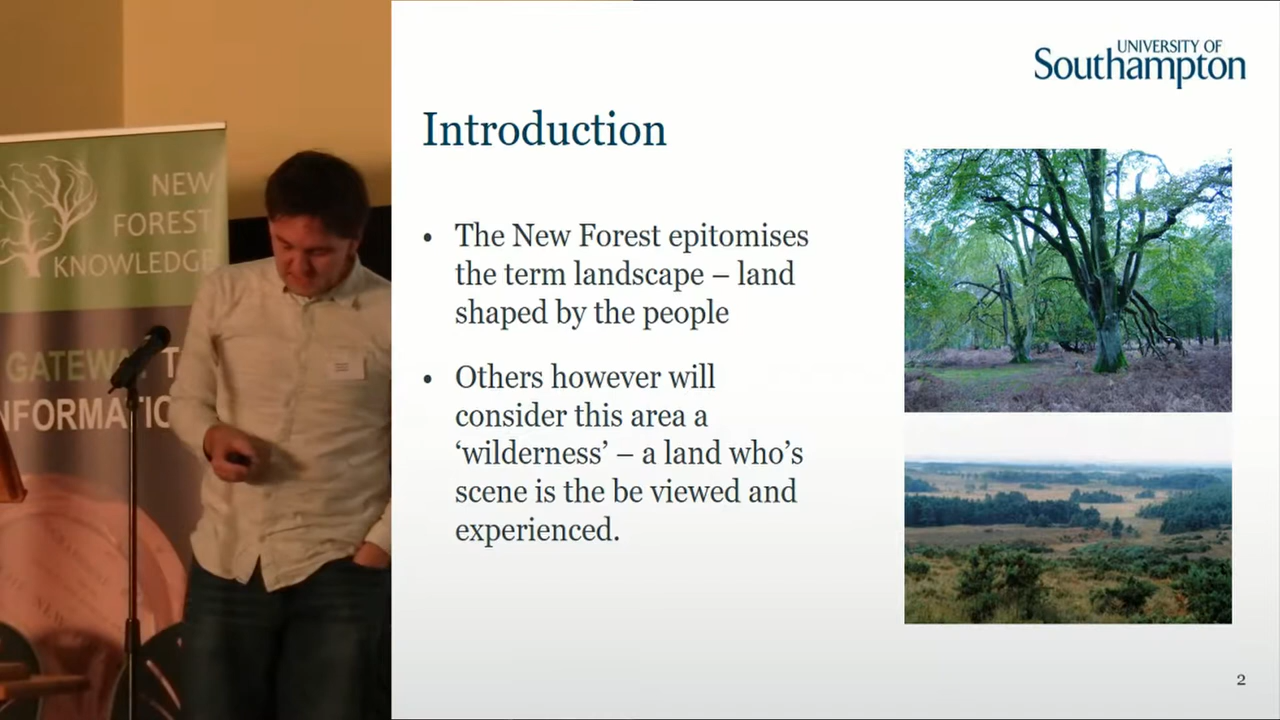 NEW
FOREST
KNOWLEDGE
GATEWAY T
NFORMATIO
UNIVERSITY OF
Southampton
Introduction
• The New Forest epitomises
the term landscape – land
shaped by the people
• Others however will
consider this area a
‘wilderness’ – a land who’s
scene is the be viewed and
experienced.
2